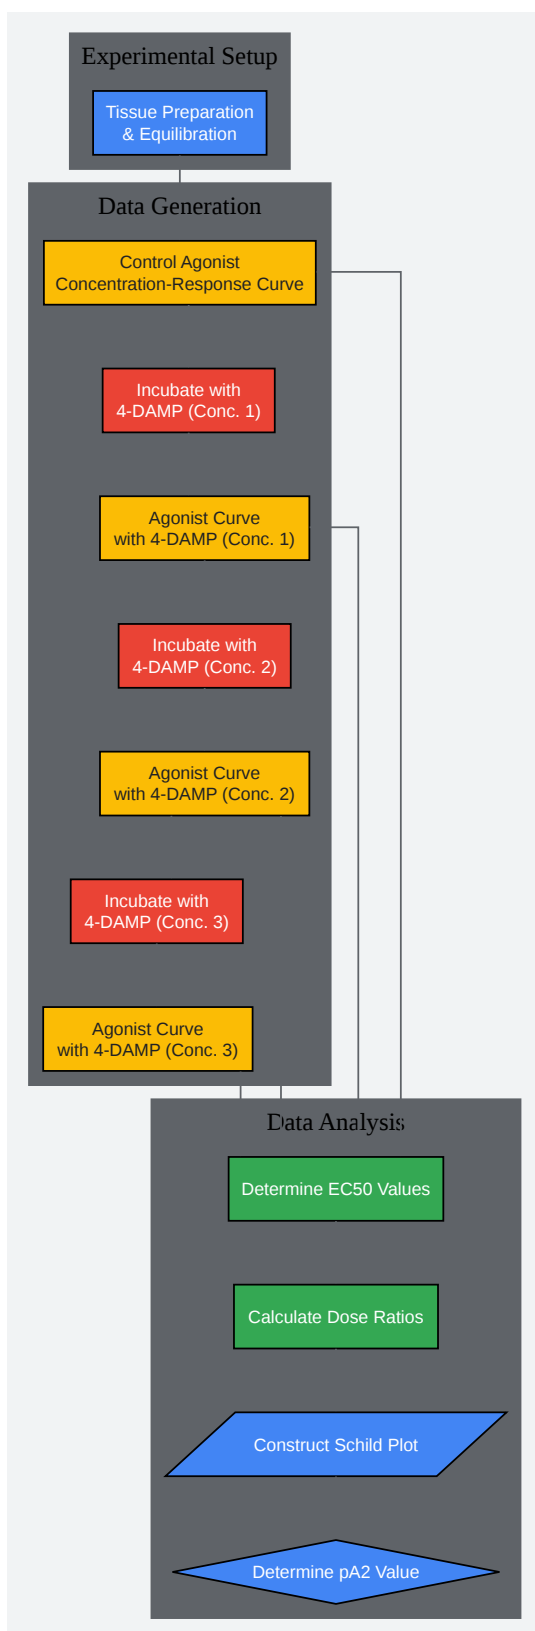 Experimental Setup
Tissue Preparation
& Equilibration
Data Generation
Control Agonist
Concentration-Response Curve
Incubate with
4-DAMP (Conc. 1)
Agonist Curve
with 4-DAMP (Conc. 1)
Incubate with
4-DAMP (Conc. 2)
Agonist Curve
with 4-DAMP (Conc. 2)
Incubate with
4-DAMP (Conc. 3)
Agonist Curve
with 4-DAMP (Conc. 3)
Data Analysis
Determine EC50 Values
Calculate Dose Ratios
Construct Schild Plot
Determine pA2 Value